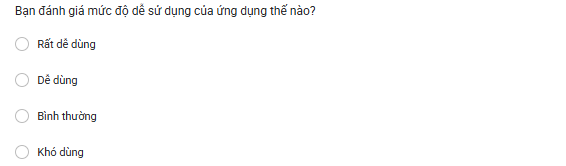 Bạn đánh giá mức độ dễ sử dụng của ứng dụng thế nào?
Rất dễ dùng
Dễ dùng
Bình thường
Khó dùng